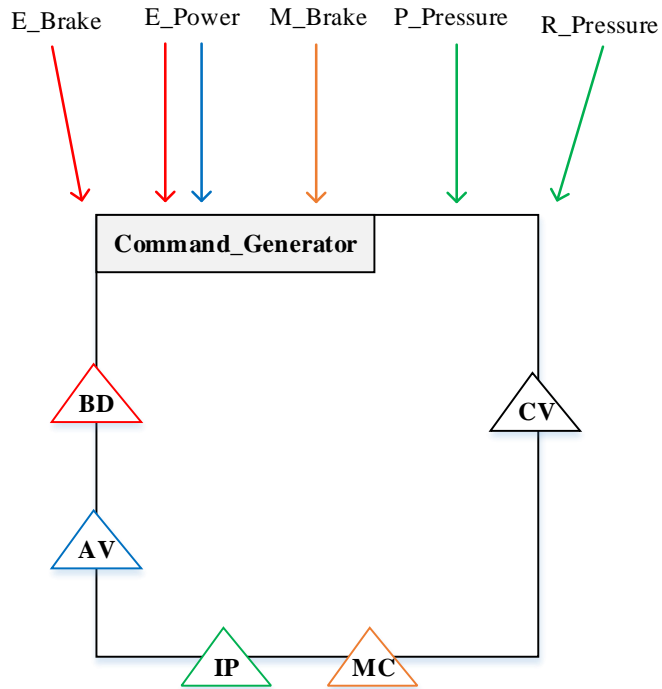 E_Brake
E_Power
M_Brake
P_Pressure
R_Pressure
Command_Generator
BD
CV
AV
IP
MC